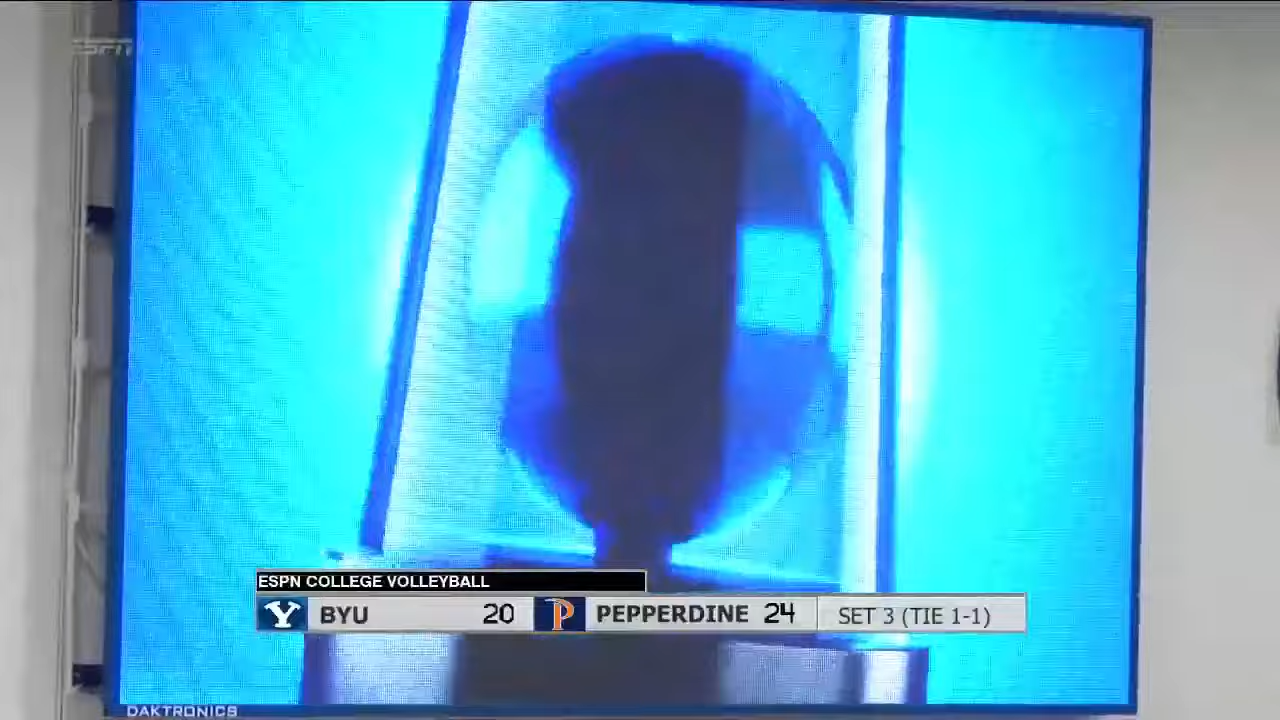 ESPN
ESPN COLLEGE VOLLEYBALL
Y BYU 20 P PEPPERDINE 24 SET 3 (TIE 1-1)
DAKTRONICS